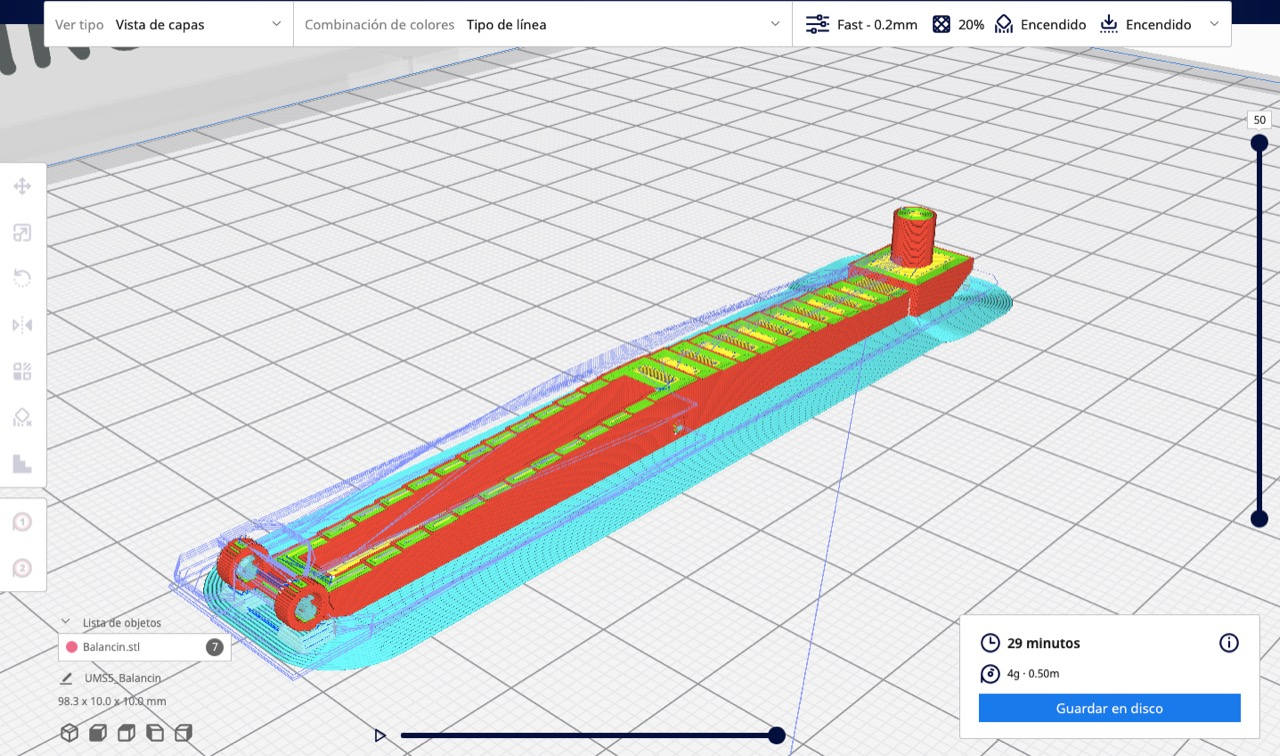 Ver tipo Vista de capas
Combinación de colores Tipo de línea
Fast - 0.2mm 20% Encendido Encendido
50
1
2
Lista de objetos
Balancin.stl 7
UMS5_Balancin
98.3 x 10.0 x 10.0 mm
29 minutos
4g · 0.50m
Guardar en disco